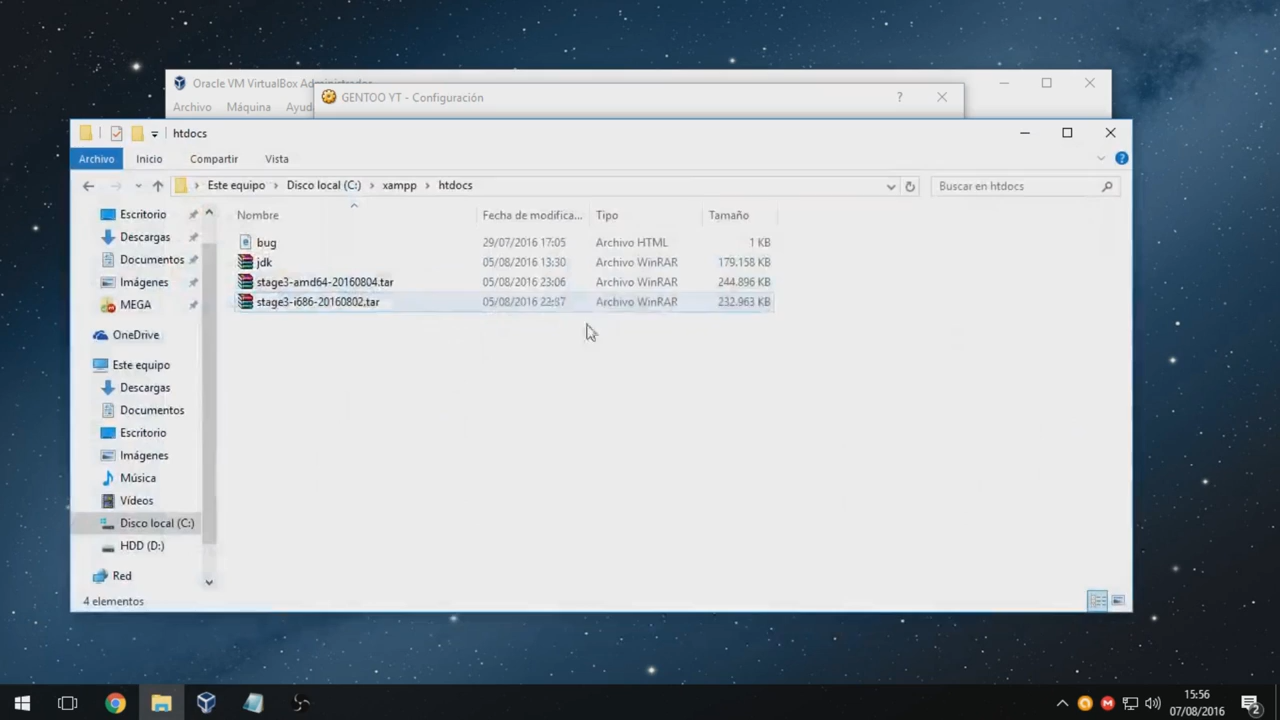 Oracle VM VirtualBox Administrador
Archivo Máquina Ayud
GENTOO YT - Configuración ?
htdocs
Archivo Inicio Compartir Vista
Este equipo > Disco local (C:) > xampp > htdocs
Buscar en htdocs
Nombre Fecha de modifica... Tipo Tamaño
bug 29/07/2016 17:05 Archivo HTML 1 KB
jdk 05/08/2016 13:30 Archivo WinRAR 179.158 KB
stage3-amd64-20160804.tar 05/08/2016 23:06 Archivo WinRAR 244.896 KB
stage3-i686-20160802.tar 05/08/2016 22:37 Archivo WinRAR 232.963 KB
Escritorio
Descargas
Documentos
Imágenes
MEGA
OneDrive
Este equipo
Descargas
Documentos
Escritorio
Imágenes
Música
Vídeos
Disco local (C:)
HDD (D:)
Red
4 elementos
15:56
07/08/2016
2